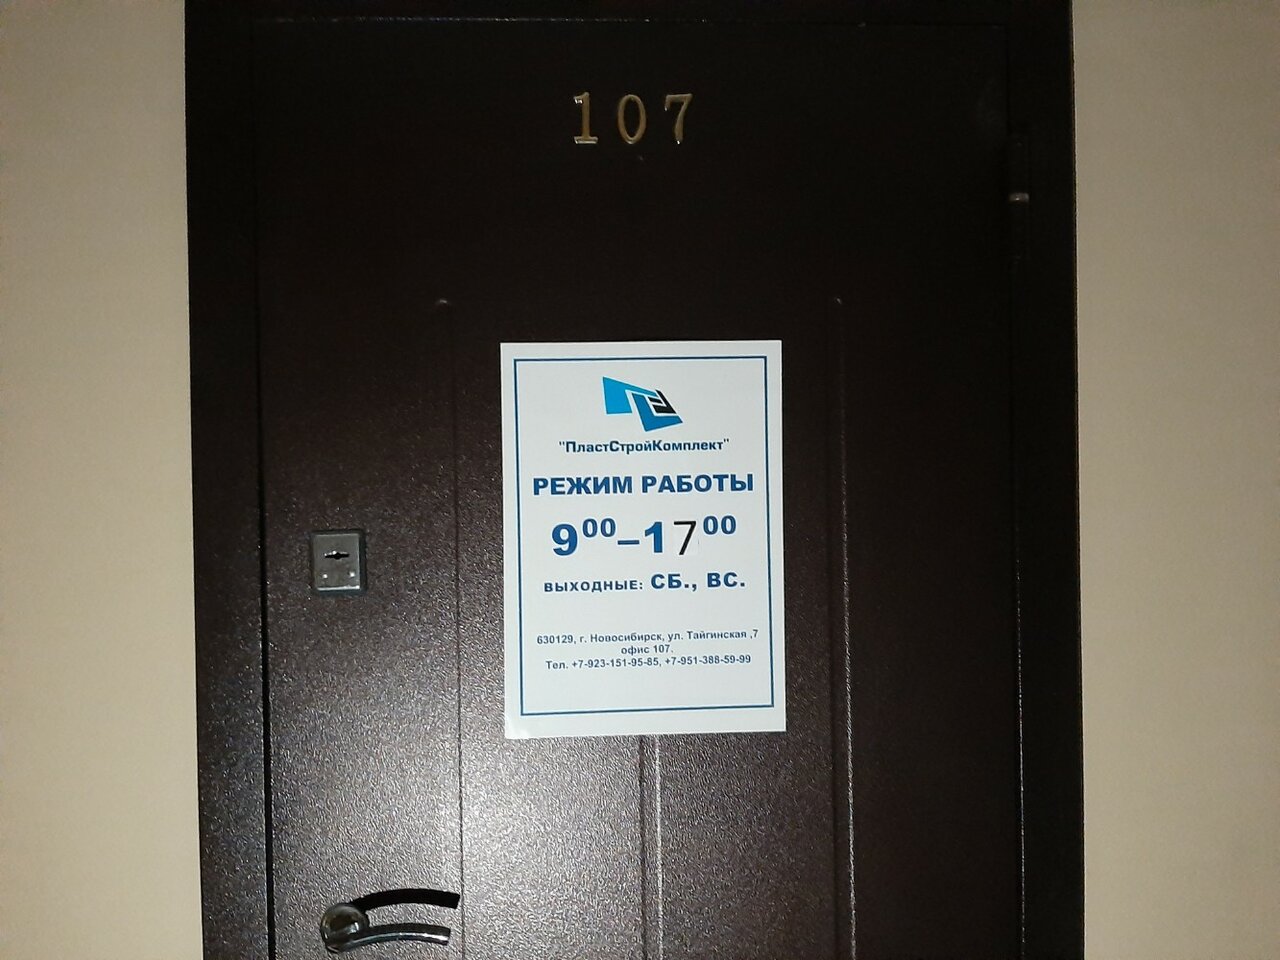 107
"ПластСтройКомплект"
РЕЖИМ РАБОТЫ
9⁰⁰–17⁰⁰
ВЫХОДНЫЕ: СБ., ВС.
630129, г. Новосибирск, ул. Тайгинская ,7
офис 107.
Тел. +7-923-151-95-85, +7-951-388-59-99